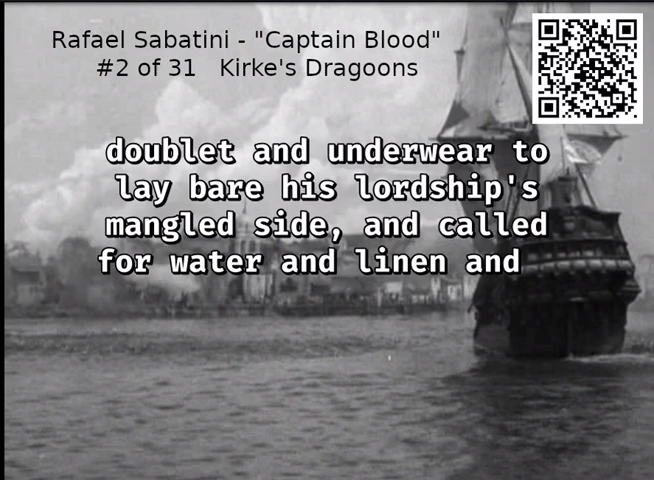 Rafael Sabatini - "Captain Blood"
#2 of 31   Kirke's Dragoons
doublet and underwear to
lay bare his lordship's
mangled side, and called
for water and linen and